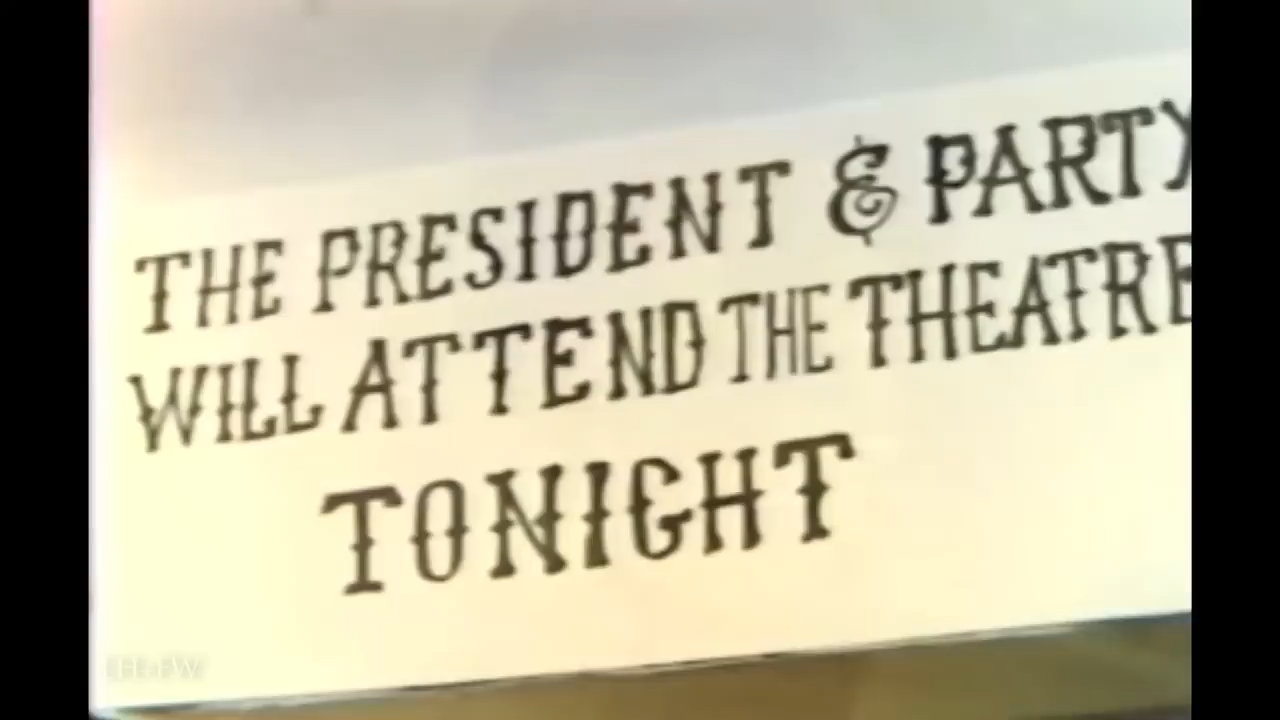 THE PRESIDENT & PARTY
WILL ATTEND THE THEATRE
TONIGHT